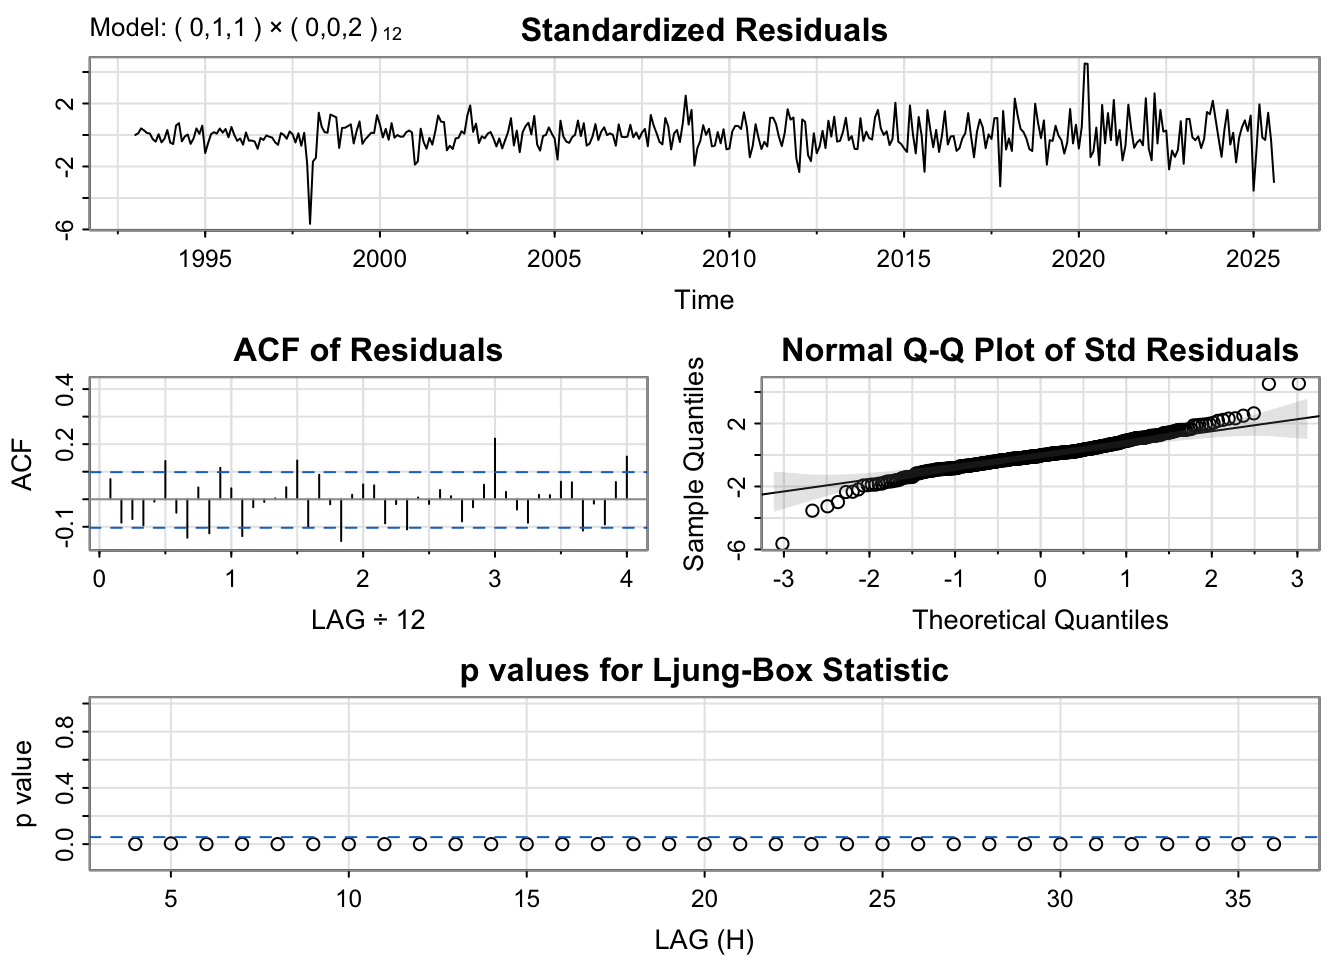 Model: ( 0,1,1 ) × ( 0,0,2 ) 12
Standardized Residuals
2
-2
-6
1995 2000 2005 2010 2015 2020 2025
Time
ACF of Residuals
ACF
0.4
0.2
-0.1
0 1 2 3 4
LAG ÷ 12
Normal Q-Q Plot of Std Residuals
Sample Quantiles
2
-2
-6
-3 -2 -1 0 1 2 3
Theoretical Quantiles
p values for Ljung-Box Statistic
p value
0.8
0.4
0.0
5 10 15 20 25 30 35
LAG (H)